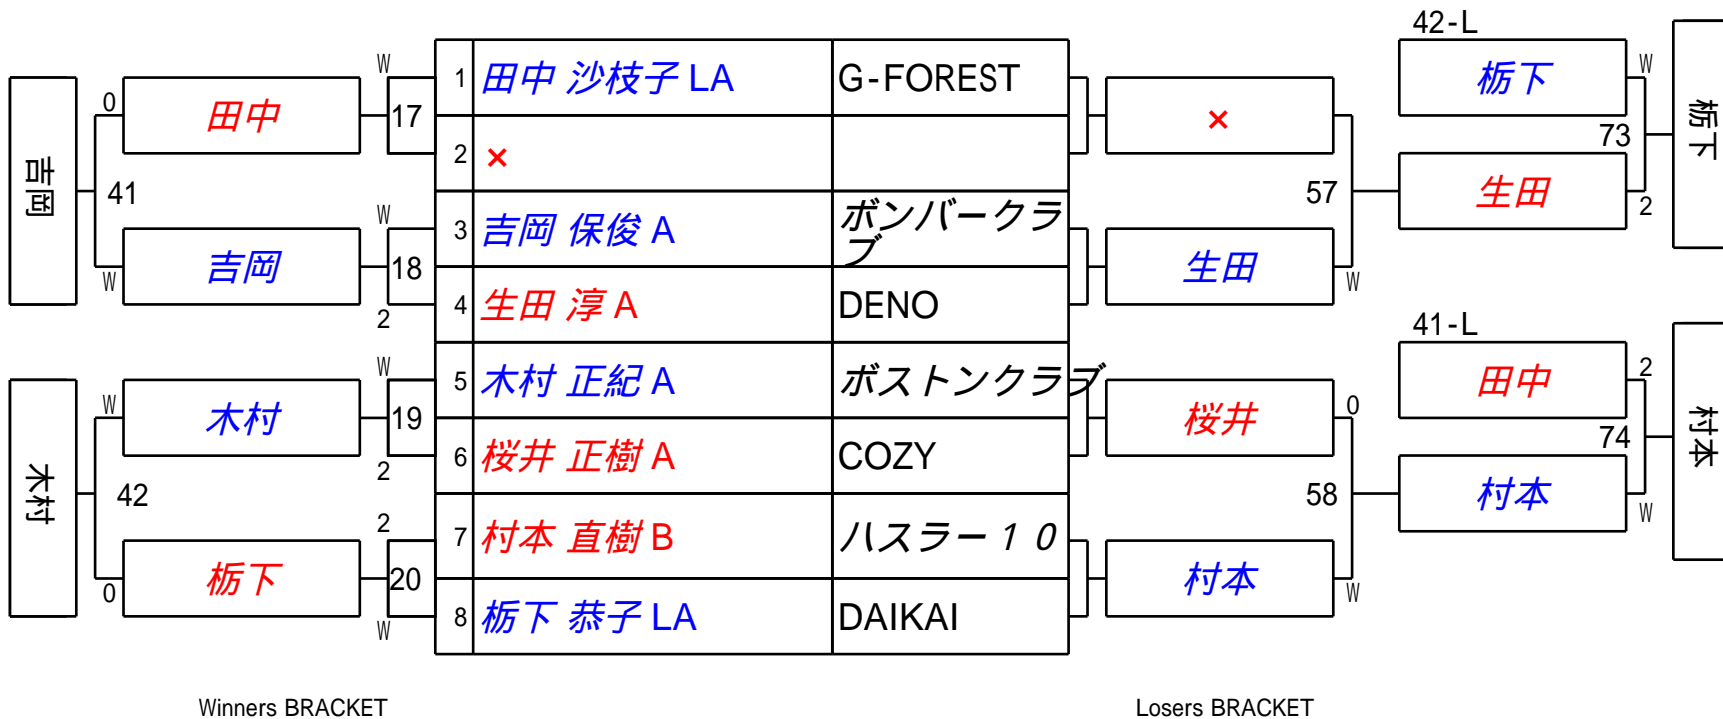 42-L
W
1 田中 沙枝子 LA G-FOREST
栃下
W
0
田中
17
×
栃下
2 ×
73
吉岡
41
57
生田
W
3 吉岡 保俊 A ボンバークラ
ブ
2
吉岡
18
生田
W
W
4 生田 淳 A DENO
2
41-L
W
5 木村 正紀 A ボストンクラブ
田中
2
W
木村
19
桜井
0
村本
2
6 桜井 正樹 A COZY
74
木村
42
58
村本
W
2
7 村本 直樹 B ハスラー１０
栃下
20
村本
0
W
W
8 栃下 恭子 LA DAIKAI
Winners BRACKET
Losers BRACKET